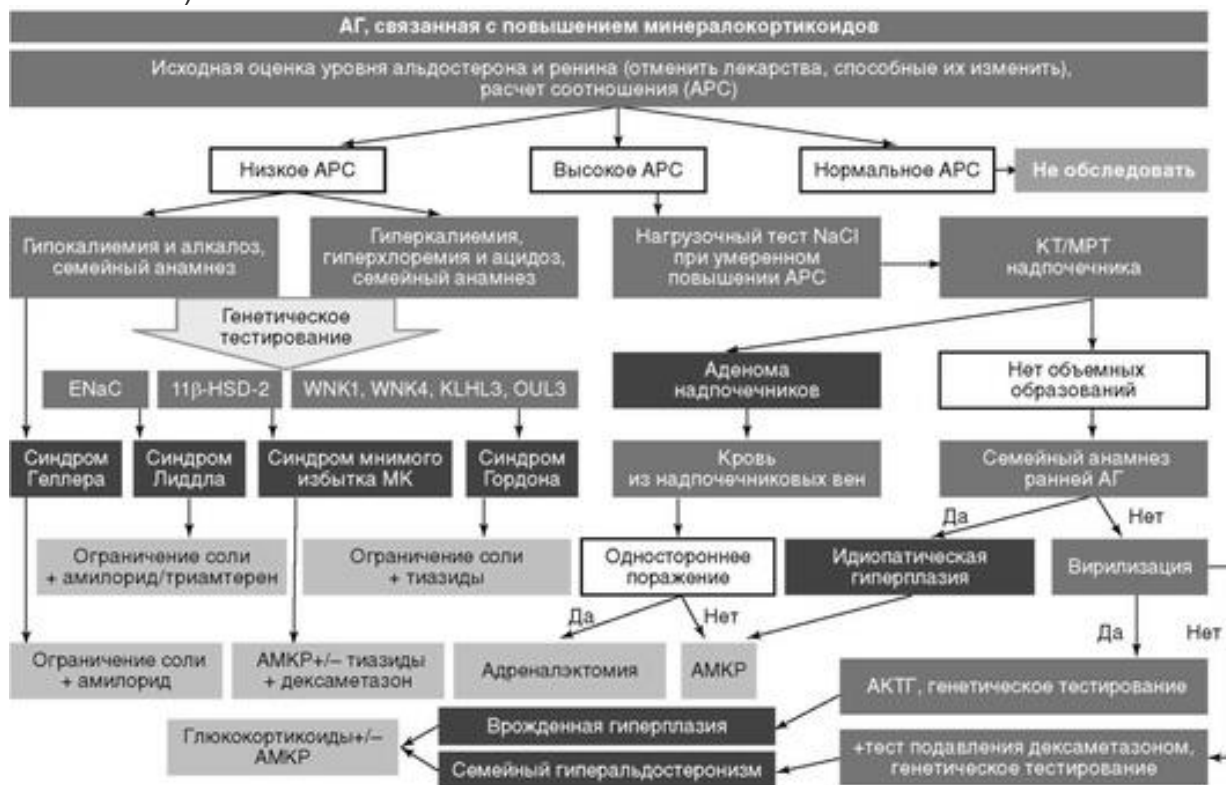 АГ, связанная с повышением минералокортикоидов
Исходная оценка уровня альдостерона и ренина (отменить лекарства, способные их изменить),
расчет соотношения (АРС)
Низкое АРС
Высокое АРС
Нормальное АРС
Не обследовать
Гипокалиемия и алкалоз,
семейный анамнез
Гиперкалиемия,
гиперхлоремия и ацидоз,
семейный анамнез
Нагрузочный тест NaCl
при умеренном
повышении АРС
КТ/МРТ
надпочечника
Генетическое
тестирование
Аденома
надпочечников
Нет объемных
образований
ENaC
11β-HSD-2
WNK1, WNK4, KLHL3, OUL3
Синдром
Геллера
Синдром
Лиддла
Синдром мнимого
избытка МК
Синдром
Гордона
Кровь
из надпочечниковых вен
Семейный анамнез
ранней АГ
Да
Нет
Ограничение соли
+ амилорид/триамтерен
Ограничение соли
+ тиазиды
Одностороннее
поражение
Идиопатическая
гиперплазия
Вирилизация
Да
Нет
Да
Нет
Ограничение соли
+ амилорид
АМКР+/– тиазиды
+ дексаметазон
Адреналэктомия
АМКР
АКТГ, генетическое тестирование
Глюкокортикоиды+/–
АМКР
Врожденная гиперплазия
Семейный гиперальдостеронизм
+тест подавления дексаметазоном,
генетическое тестирование